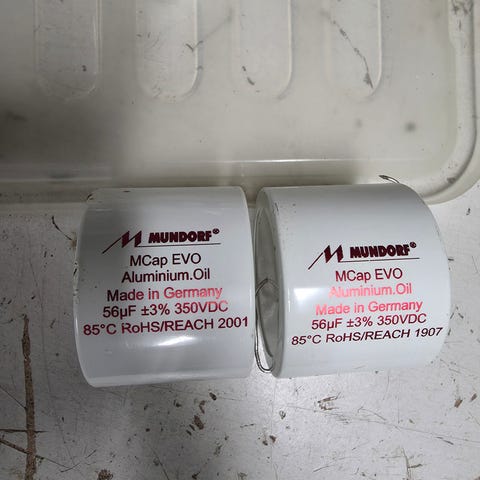 MUNDORF®
MCap EVO
Aluminium.Oil
Made in Germany
56µF ±3% 350VDC
85°C RoHS/REACH 2001
MUNDORF®
MCap EVO
Aluminium.Oil
Made in Germany
56µF ±3% 350VDC
85°C RoHS/REACH 1907